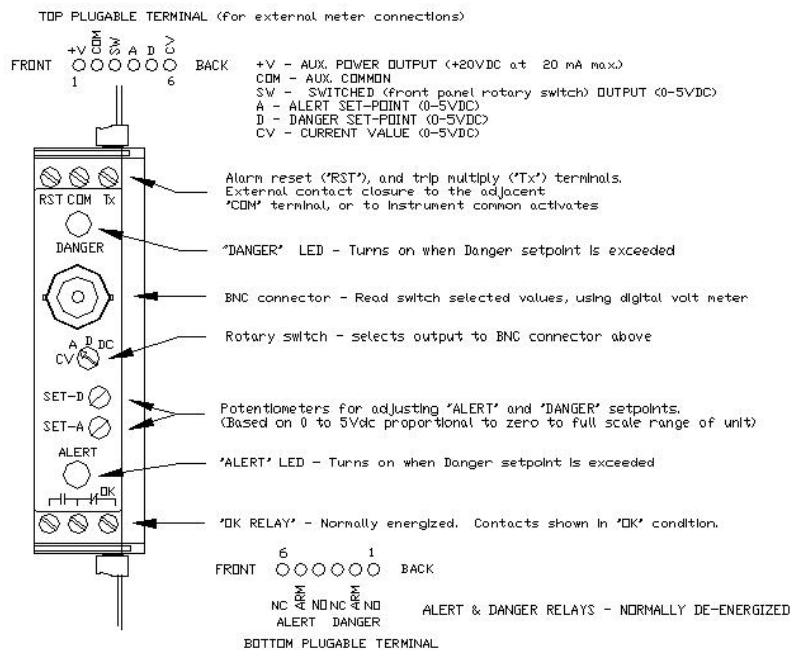 TOP PLUGABLE TERMINAL (for external meter connections)
+V COM SW A D CV
FRONT BACK
1 6
+V - AUX. POWER OUTPUT (+20VDC at 20 mA max.)
COM - AUX. COMMON
SW - SWITCHED (front panel rotary switch) OUTPUT (0-5VDC)
A - ALERT SET-POINT (0-5VDC)
D - DANGER SET-POINT (0-5VDC)
CV - CURRENT VALUE (0-5VDC)
Alarm reset ("RST"), and trip multiply ("Tx") terminals.
External contact closure to the adjacent
"COM" terminal, or to instrument common activates
RST COM Tx
DANGER
"DANGER" LED - Turns on when Danger setpoint is exceeded
BNC connector - Read switch selected values, using digital volt meter
Rotary switch - selects output to BNC connector above
CV A D DC
SET-D
SET-A
Potentiometers for adjusting "ALERT" and "DANGER" setpoints.
(Based on 0 to 5Vdc proportional to zero to full scale range of unit)
ALERT
"ALERT" LED - Turns on when Danger setpoint is exceeded
OK
"OK RELAY" - Normally energized. Contacts shown in "OK" condition.
6 1
FRONT BACK
NC ARM NO NC ARM NO
ALERT DANGER
ALERT & DANGER RELAYS - NORMALLY DE-ENERGIZED
BOTTOM PLUGABLE TERMINAL